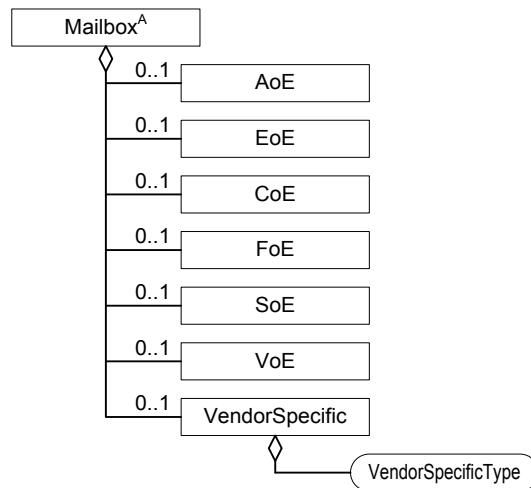 Mailbox^A
0..1
AoE
0..1
EoE
0..1
CoE
0..1
FoE
0..1
SoE
0..1
VoE
0..1
VendorSpecific
VendorSpecificType